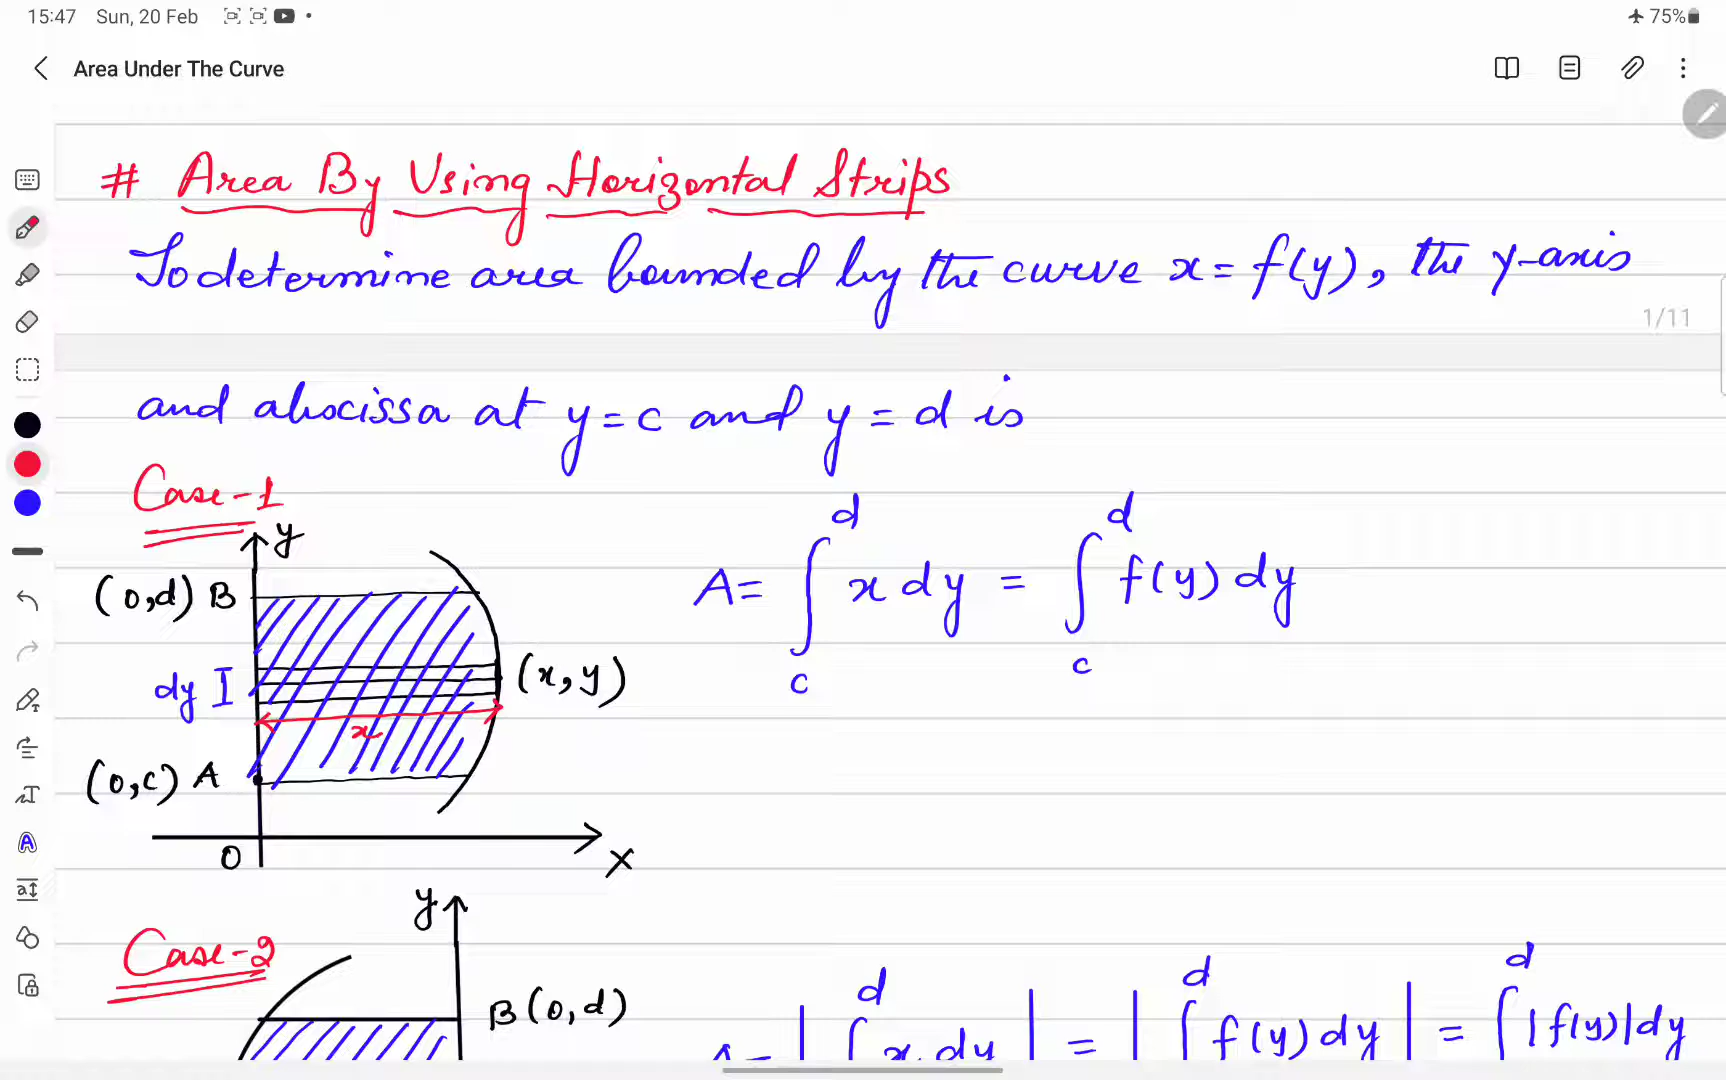 15:47 Sun, 20 Feb
75%
Area Under The Curve
# Area By Using Horizontal Strips
To determine area bounded by the curve x = f(y), the y-axis
1/11
and abscissa at y = c and y = d is
Case-1
y
(0,d) B
dy I
(x,y)
x
(0,c) A
O
X
A = ∫_c^d x dy = ∫_c^d f(y) dy
Case-2
y
B (0,d)
A = |∫^d x dy| = |∫^d f(y) dy| = ∫^d |f(y)| dy